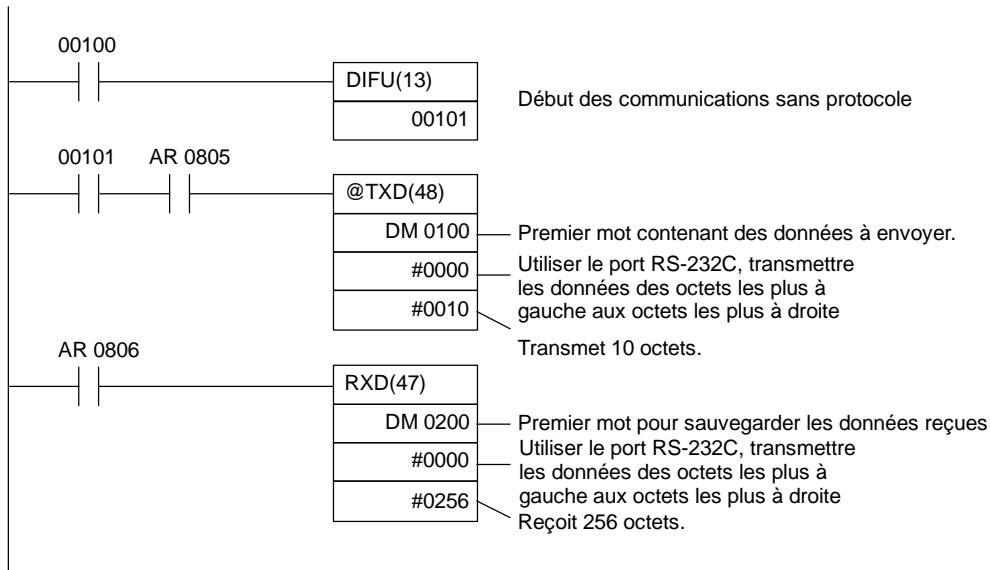 00100
DIFU(13)
00101
Début des communications sans protocole
00101 AR 0805
@TXD(48)
DM 0100
Premier mot contenant des données à envoyer.
#0000
Utiliser le port RS-232C, transmettre
les données des octets les plus à
gauche aux octets les plus à droite
#0010
Transmet 10 octets.
AR 0806
RXD(47)
DM 0200
Premier mot pour sauvegarder les données reçues
#0000
Utiliser le port RS-232C, transmettre
les données des octets les plus à
gauche aux octets les plus à droite
#0256
Reçoit 256 octets.